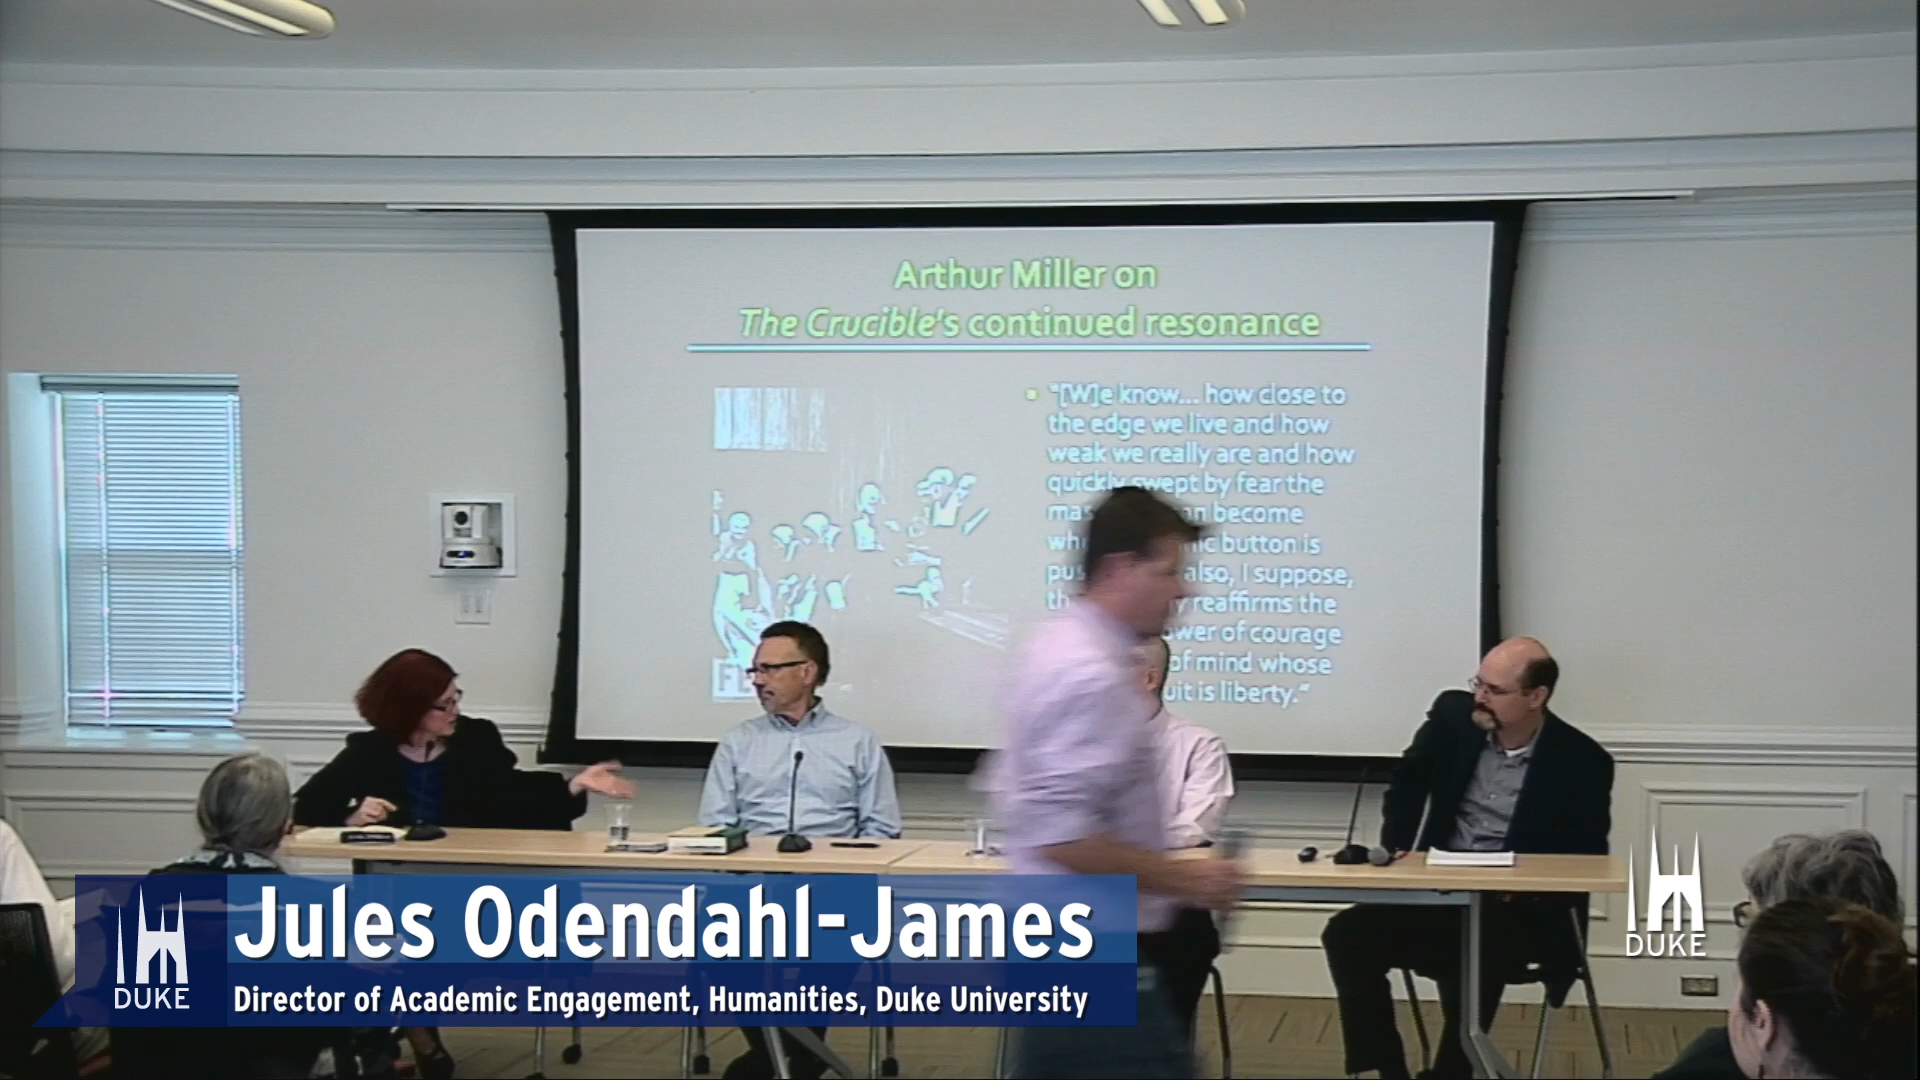 Arthur Miller on
The Crucible's continued resonance
"[W]e know... how close to
the edge we live and how
weak we really are and how
quickly swept by fear the
become
button is
also, I suppose,
reaffirms the
of courage
of mind whose
is liberty."
Jules Odendahl-James
Director of Academic Engagement, Humanities, Duke University
DUKE
DUKE